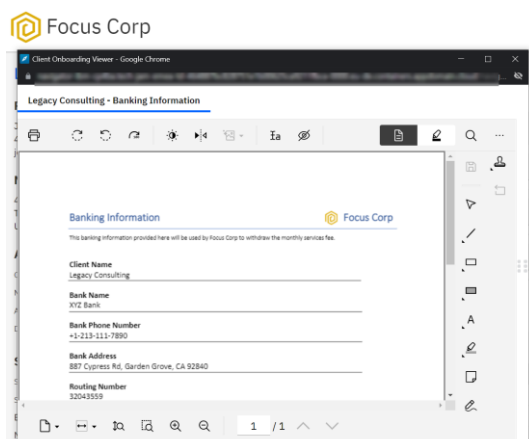 Focus Corp
Client Onboarding Viewer - Google Chrome
Legacy Consulting - Banking Information
Banking Information
Focus Corp
This banking information provided here will be used by Focus Corp to withdraw the monthly services fee.
Client Name
Legacy Consulting
Bank Name
XYZ Bank
Bank Phone Number
+1-213-111-7890
Bank Address
887 Cypress Rd, Garden Grove, CA 92840
Routing Number
32043559
1 / 1